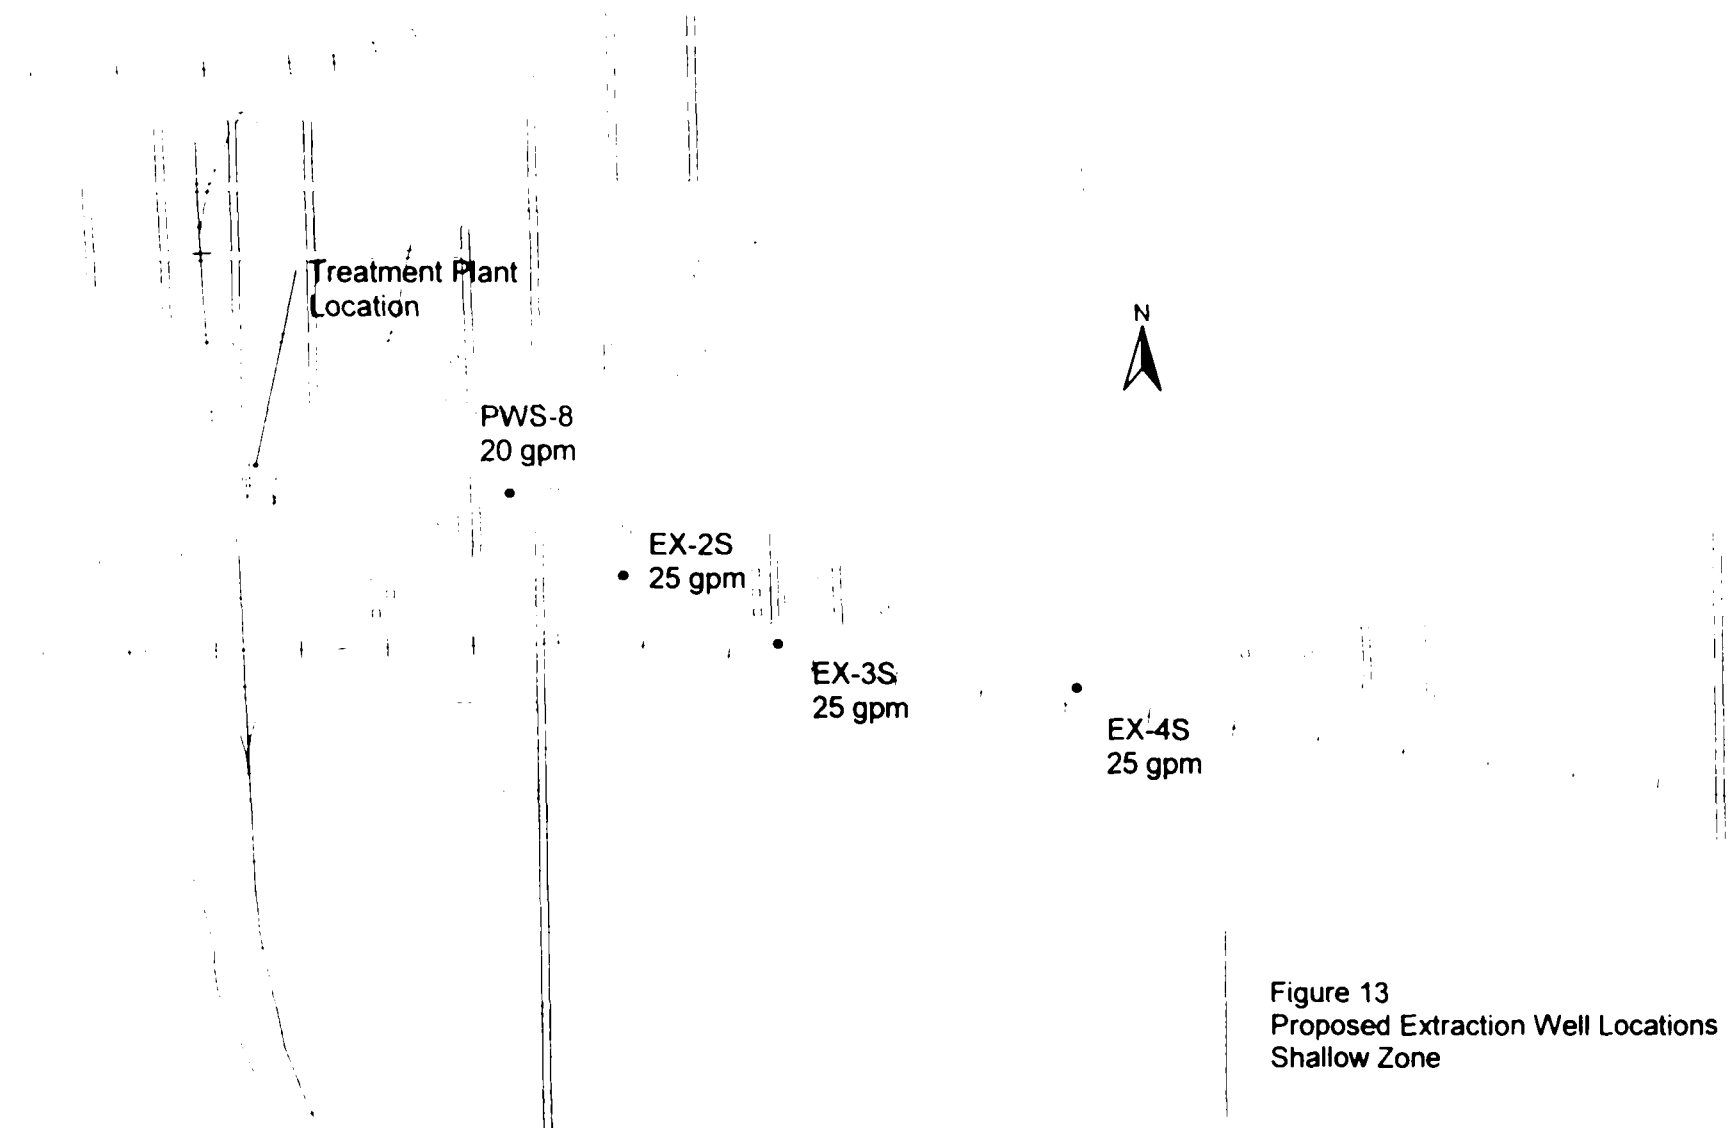 Treatment Plant
Location
N
PWS-8
20 gpm
EX-2S
25 gpm
EX-3S
25 gpm
EX-4S
25 gpm
Figure 13
Proposed Extraction Well Locations
Shallow Zone